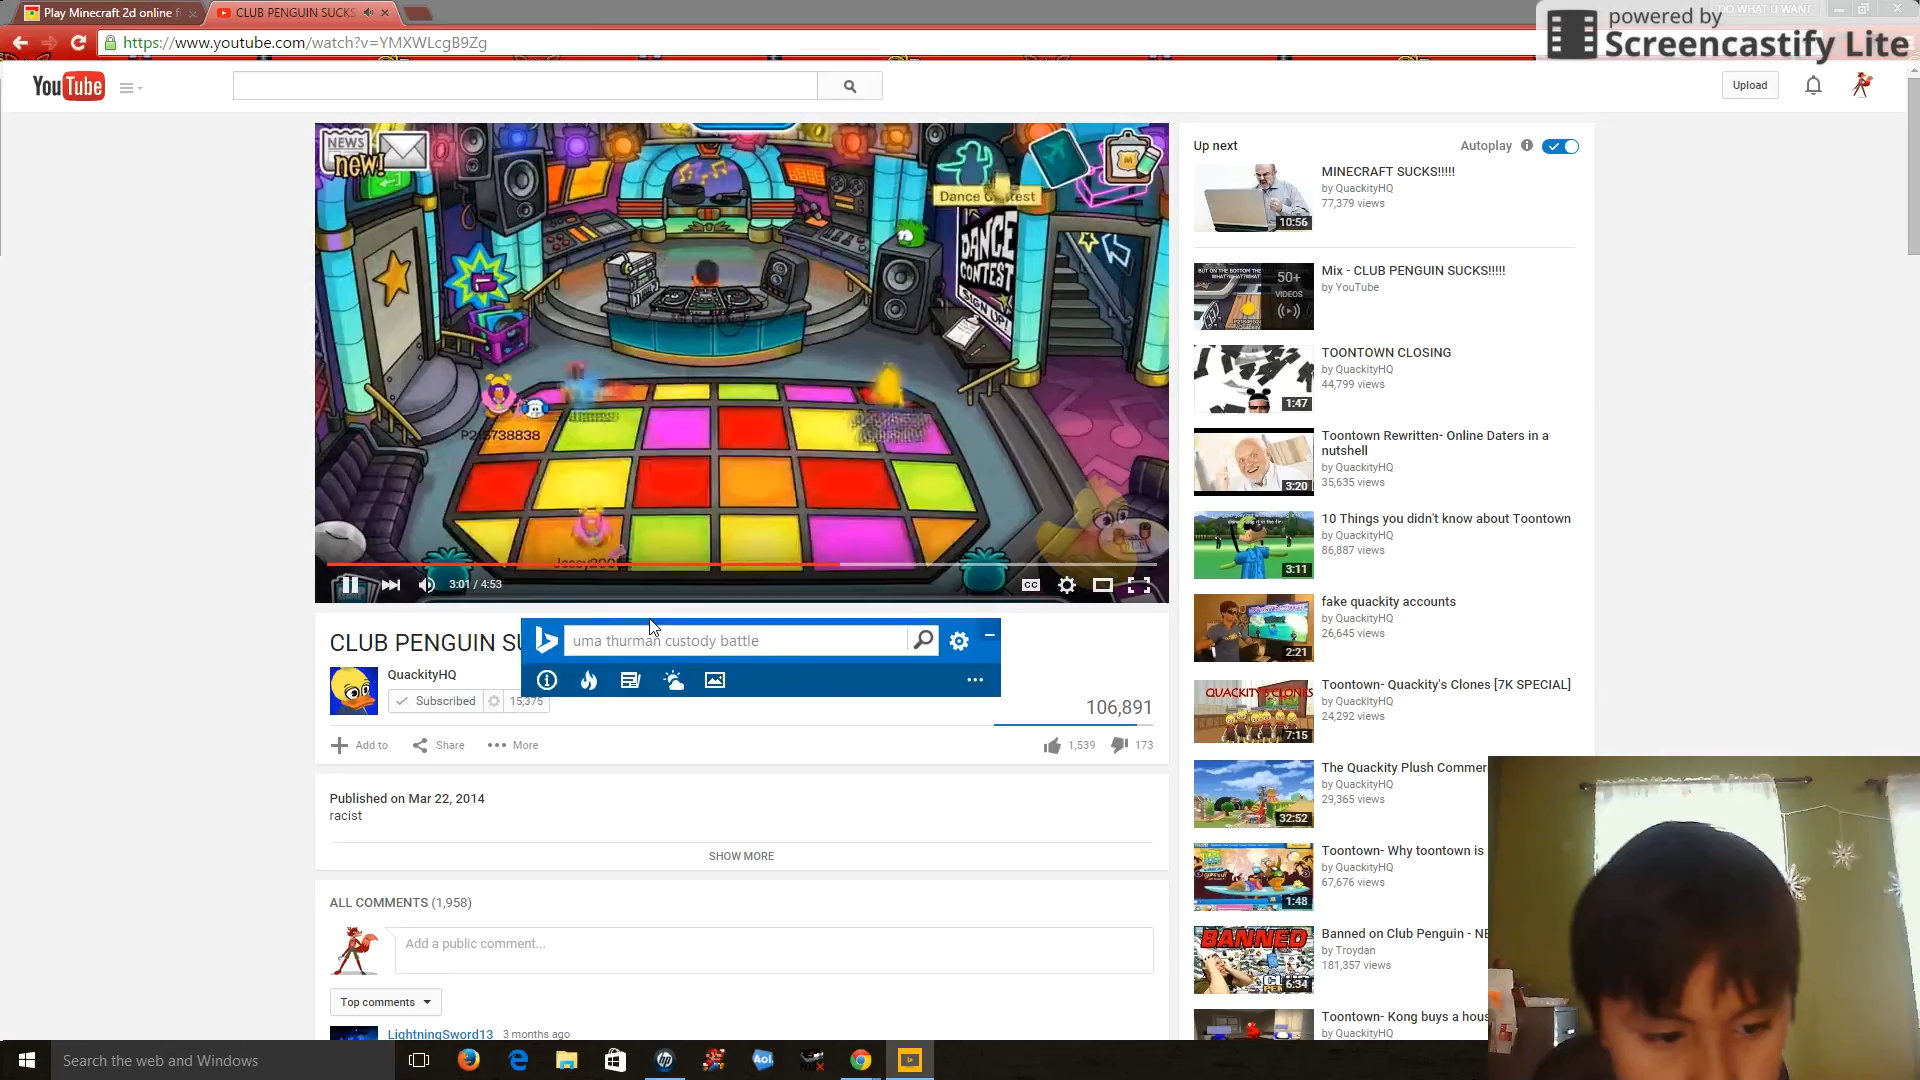 Play Minecraft 2d online f
CLUB PENGUIN SUCKS
DO WHAT U WANT
powered by
Screencastify Lite
https://www.youtube.com/watch?v=YMXWLcgB9Zg
YouTube
Upload
NEWS
new!
Dance Contest
DANCE
CONTEST
SIGN UP!
P215738838
3:01 / 4:53
CC
CLUB PENGUIN SU
uma thurman custody battle
QuackityHQ
Subscribed 15,375
106,891
Add to Share More
1,539 173
Published on Mar 22, 2014
racist
SHOW MORE
ALL COMMENTS (1,958)
Add a public comment...
Top comments
LightningSword13 3 months ago
Up next
Autoplay
MINECRAFT SUCKS!!!!!
by QuackityHQ
77,379 views
10:56
Mix - CLUB PENGUIN SUCKS!!!!!
by YouTube
50+
VIDEOS
TOONTOWN CLOSING
by QuackityHQ
44,799 views
1:47
Toontown Rewritten- Online Daters in a
nutshell
by QuackityHQ
35,635 views
3:20
10 Things you didn't know about Toontown
by QuackityHQ
86,887 views
3:11
fake quackity accounts
by QuackityHQ
26,645 views
2:21
Toontown- Quackity's Clones [7K SPECIAL]
by QuackityHQ
24,292 views
QUACKITY'S CLONES
7:15
The Quackity Plush Commer
by QuackityHQ
29,365 views
32:52
Toontown- Why toontown is
by QuackityHQ
67,676 views
1:48
Banned on Club Penguin - NE
by Troydan
181,357 views
BANNED
6:34
Toontown- Kong buys a hous
by QuackityHQ
Search the web and Windows
Aol